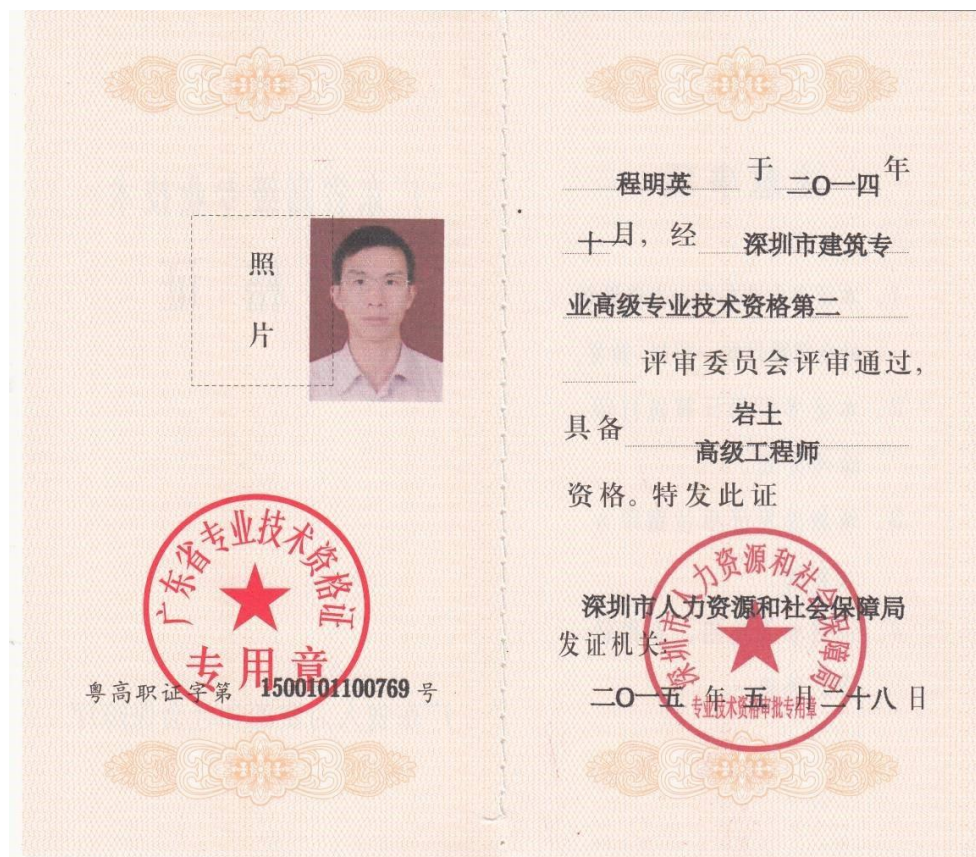 照
片
广东省专业技术资格证
专用章
粤高职证字第 1500101100769 号
程明英 于 二O一四 年
十一月，经 深圳市建筑专
业高级专业技术资格第二
评审委员会评审通过，
具备 岩土
高级工程师
资格。特发此证
深圳市人力资源和社会保障局
深圳市人力资源和社会保障局
发证机关：
二O一五 年 五 月 二十八 日
专业技术资格审批专用章